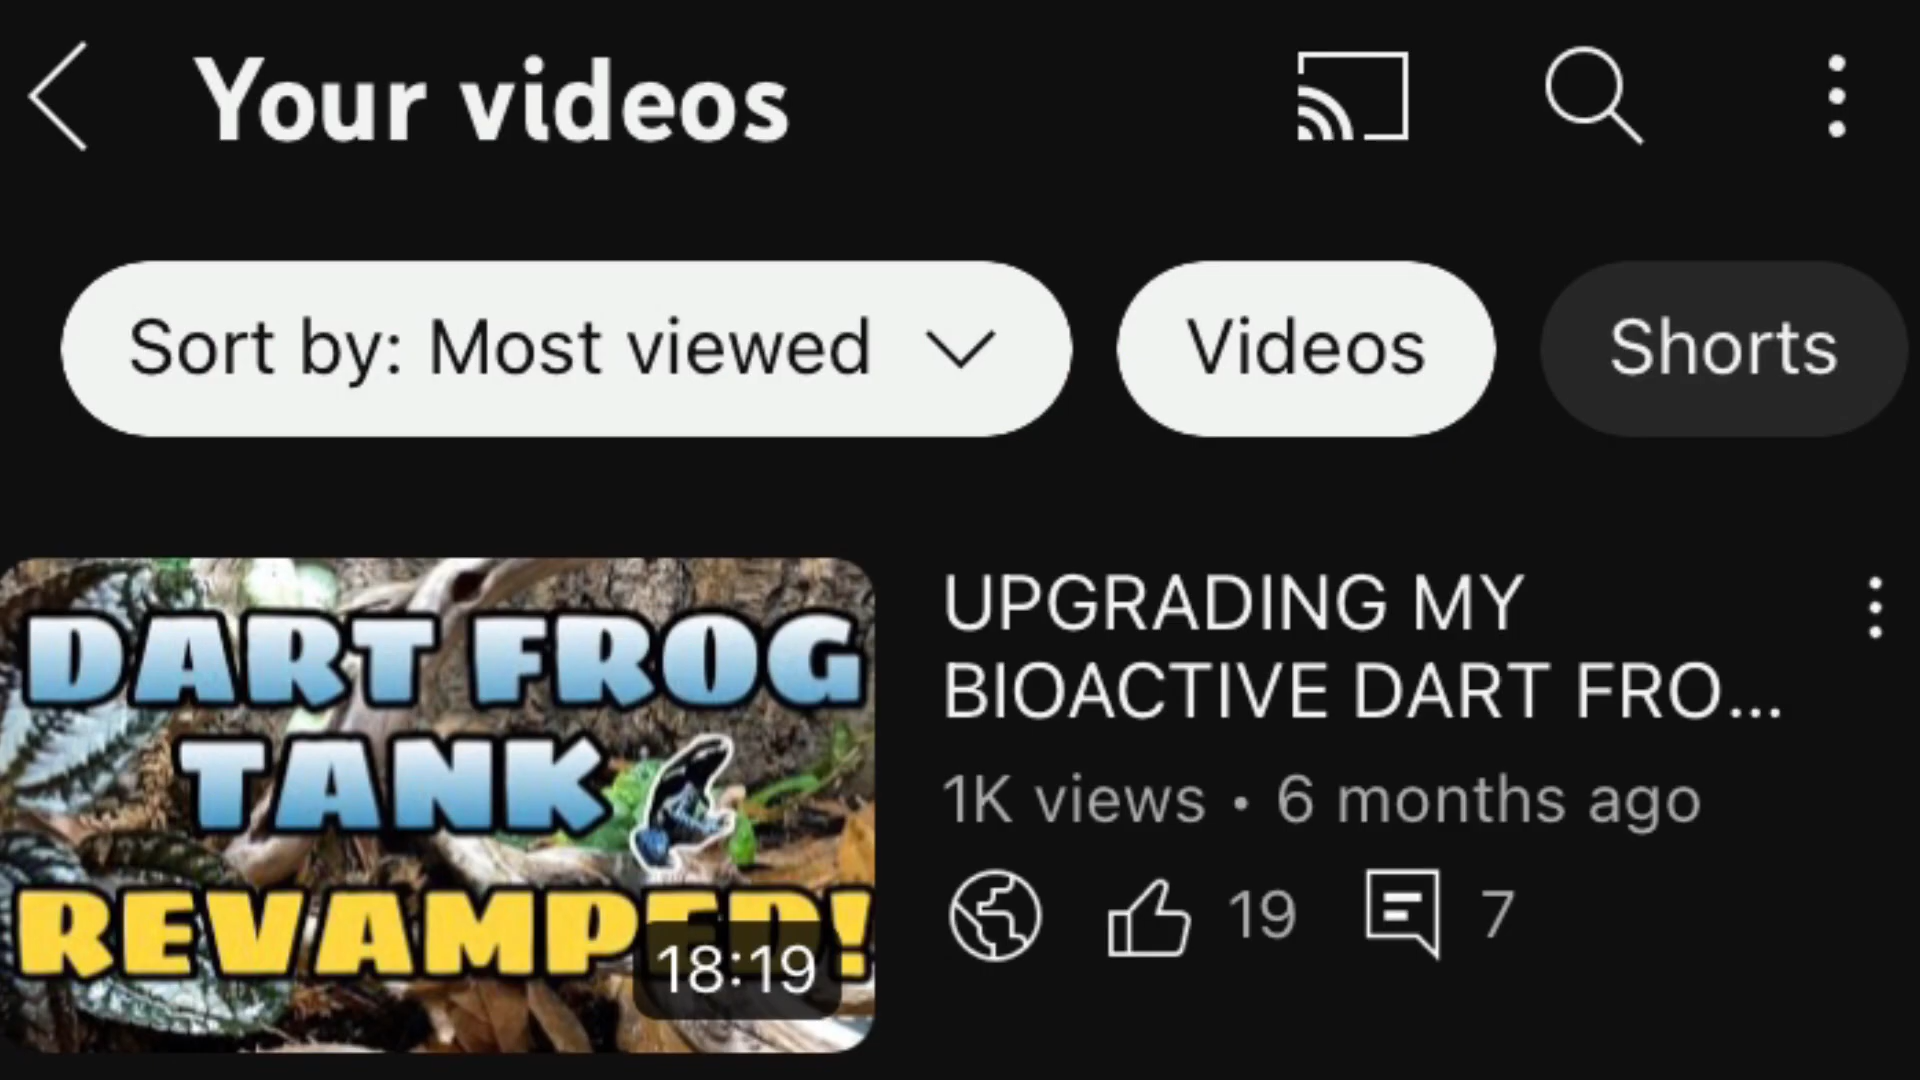 Your videos
Sort by: Most viewed
Videos
Shorts
DART FROG
TANK
REVAMPED!
18:19
UPGRADING MY
BIOACTIVE DART FRO...
1K views • 6 months ago
19
7